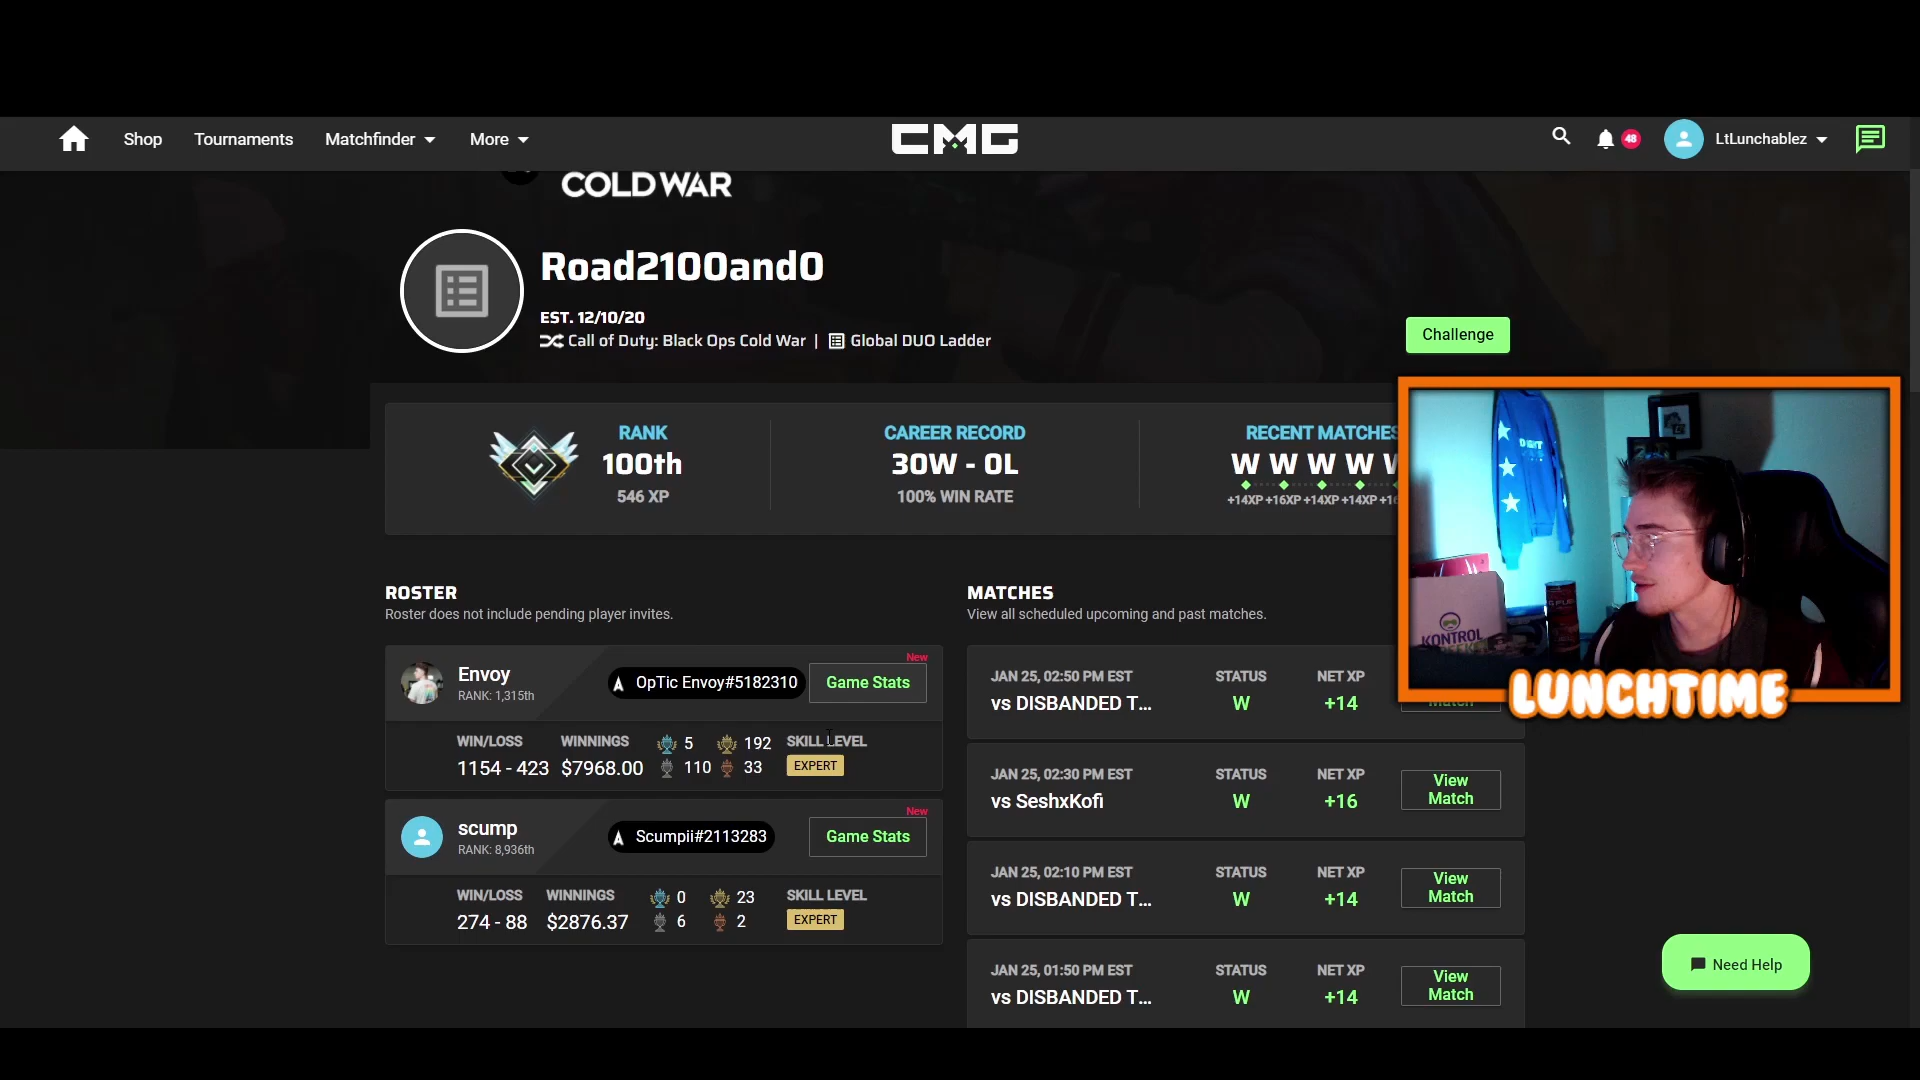 Shop
Tournaments
Matchfinder
More
CMG
48
LtLunchablez
COLD WAR
Road2100and0
EST. 12/10/20
Call of Duty: Black Ops Cold War | Global DUO Ladder
Challenge
RANK
100th
546 XP
CAREER RECORD
30W - 0L
100% WIN RATE
RECENT MATCHES
W W W W W
+14XP +16XP +14XP +14XP
ROSTER
Roster does not include pending player invites.
Envoy
RANK: 1,315th
OpTic Envoy#5182310
New
Game Stats
WIN/LOSS
1154 - 423
WINNINGS
$7968.00
5
192
110
33
SKILL LEVEL
EXPERT
scump
RANK: 8,936th
Scumpii#2113283
New
Game Stats
WIN/LOSS
274 - 88
WINNINGS
$2876.37
0
23
6
2
SKILL LEVEL
EXPERT
MATCHES
View all scheduled upcoming and past matches.
JAN 25, 02:50 PM EST
vs DISBANDED T...
STATUS
W
NET XP
+14
Match
JAN 25, 02:30 PM EST
vs SeshxKofi
STATUS
W
NET XP
+16
View
Match
JAN 25, 02:10 PM EST
vs DISBANDED T...
STATUS
W
NET XP
+14
View
Match
JAN 25, 01:50 PM EST
vs DISBANDED T...
STATUS
W
NET XP
+14
View
Match
KONTROL
LUNCHTIME
Need Help